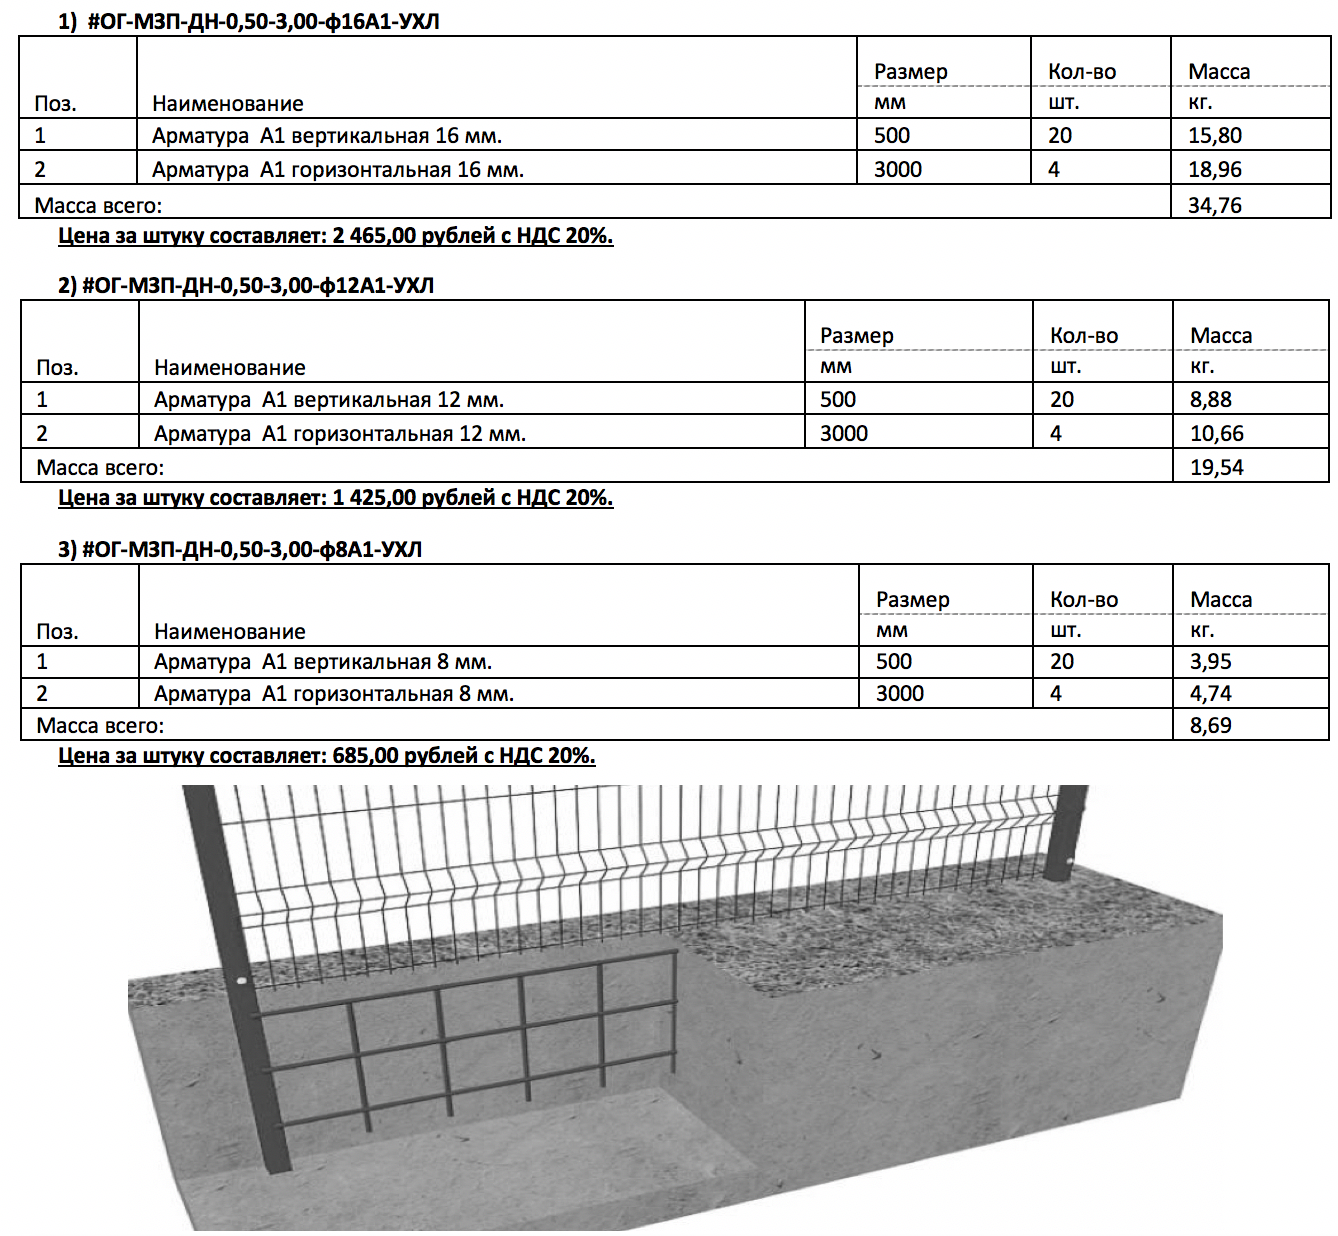 1) #ОГ-МЗП-ДН-0,50-3,00-ф16А1-УХЛ
Размер Кол-во Масса
Поз. Наименование мм шт. кг.
1 Арматура А1 вертикальная 16 мм. 500 20 15,80
2 Арматура А1 горизонтальная 16 мм. 3000 4 18,96
Масса всего: 34,76
Цена за штуку составляет: 2 465,00 рублей с НДС 20%.
2) #ОГ-МЗП-ДН-0,50-3,00-ф12А1-УХЛ
Размер Кол-во Масса
Поз. Наименование мм шт. кг.
1 Арматура А1 вертикальная 12 мм. 500 20 8,88
2 Арматура А1 горизонтальная 12 мм. 3000 4 10,66
Масса всего: 19,54
Цена за штуку составляет: 1 425,00 рублей с НДС 20%.
3) #ОГ-МЗП-ДН-0,50-3,00-ф8А1-УХЛ
Размер Кол-во Масса
Поз. Наименование мм шт. кг.
1 Арматура А1 вертикальная 8 мм. 500 20 3,95
2 Арматура А1 горизонтальная 8 мм. 3000 4 4,74
Масса всего: 8,69
Цена за штуку составляет: 685,00 рублей с НДС 20%.